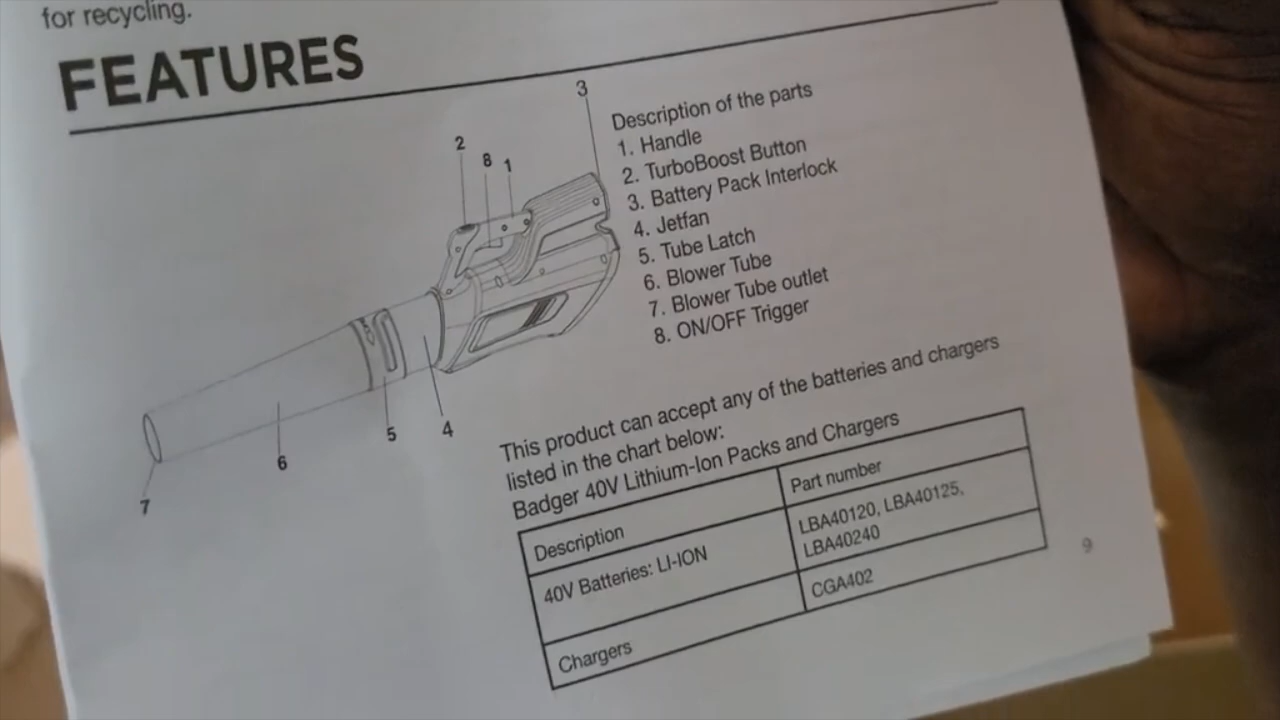 for recycling.
FEATURES
3
2
8
1
5
4
6
7
Description of the parts
1. Handle
2. TurboBoost Button
3. Battery Pack Interlock
4. Jetfan
5. Tube Latch
6. Blower Tube
7. Blower Tube outlet
8. ON/OFF Trigger
This product can accept any of the batteries and chargers
listed in the chart below:
Badger 40V Lithium-Ion Packs and Chargers
Description
Part number
40V Batteries: LI-ION
LBA40120, LBA40125,
LBA40240
Chargers
CGA402
9